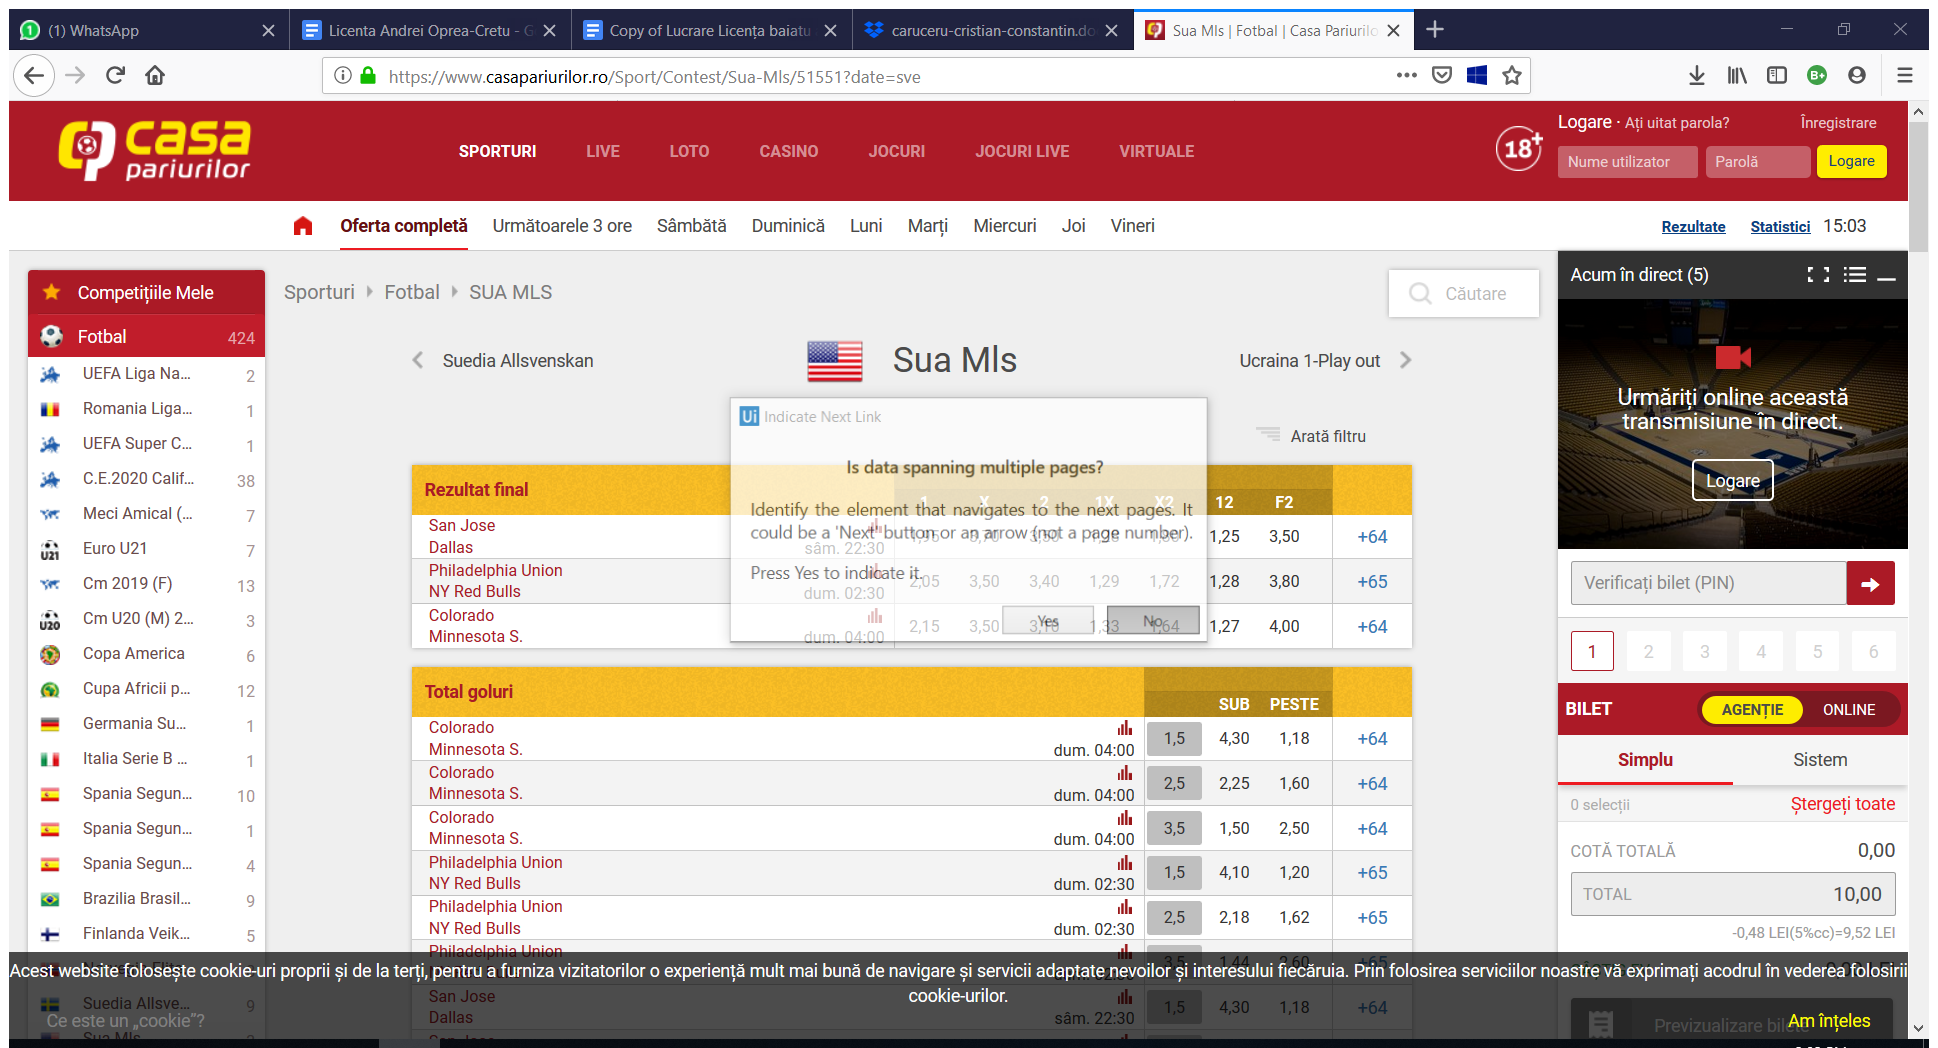 (1) WhatsApp
Licenta Andrei Oprea-Cretu - G
Copy of Lucrare Licența baiatu
caruceru-cristian-constantin.do
Sua Mls | Fotbal | Casa Pariurilo
https://www.casapariurilor.ro/Sport/Contest/Sua-Mls/51551?date=sve
casa
pariurilor
SPORTURI LIVE LOTO CASINO JOCURI JOCURI LIVE VIRTUALE
18+
Logare · Ați uitat parola? Înregistrare
Nume utilizator Parolă Logare
Oferta completă Următoarele 3 ore Sâmbătă Duminică Luni Marți Miercuri Joi Vineri
Rezultate Statistici 15:03
Competițiile Mele
Fotbal 424
UEFA Liga Na... 2
Romania Liga... 1
UEFA Super C... 1
C.E.2020 Calif... 38
Meci Amical (... 7
Euro U21 7
Cm 2019 (F) 13
Cm U20 (M) 2... 3
Copa America 6
Cupa Africii p... 12
Germania Su... 1
Italia Serie B ... 1
Spania Segun... 10
Spania Segun... 1
Spania Segun... 4
Brazilia Brasil... 9
Finlanda Veik... 5
Suedia Allsve... 9
Sua Mls
Sporturi Fotbal SUA MLS
Căutare
Suedia Allsvenskan
Sua Mls
Ucraina 1-Play out
Arată filtru
Ui Indicate Next Link
Is data spanning multiple pages?
Identify the element that navigates to the next pages. It
could be a 'Next' button or an arrow (not a page number).
Press Yes to indicate it.
Yes No
Rezultat final 1 X 2 1X X2 12 F2
San Jose
Dallas sâm. 22:30 1,25 3,50 +64
Philadelphia Union
NY Red Bulls dum. 02:30 2,05 3,50 3,40 1,29 1,72 1,28 3,80 +65
Colorado
Minnesota S. dum. 04:00 2,15 3,50 3,10 1,33 1,64 1,27 4,00 +64
Total goluri SUB PESTE
Colorado
Minnesota S. dum. 04:00 1,5 4,30 1,18 +64
Colorado
Minnesota S. dum. 04:00 2,5 2,25 1,60 +64
Colorado
Minnesota S. dum. 04:00 3,5 1,50 2,50 +64
Philadelphia Union
NY Red Bulls dum. 02:30 1,5 4,10 1,20 +65
Philadelphia Union
NY Red Bulls dum. 02:30 2,5 2,18 1,62 +65
Philadelphia Union
San Jose
Dallas sâm. 22:30 1,5 4,30 1,18 +64
Acum în direct (5)
Urmăriți online această
transmisiune în direct.
Logare
Verificați bilet (PIN)
1 2 3 4 5 6
BILET AGENȚIE ONLINE
Simplu Sistem
0 selecții Ștergeți toate
COTĂ TOTALĂ 0,00
TOTAL 10,00
-0,48 LEI(5%cc)=9,52 LEI
Previzualizare bilet
Acest website folosește cookie-uri proprii și de la terți, pentru a furniza vizitatorilor o experiență mult mai bună de navigare și servicii adaptate nevoilor și interesului fiecăruia. Prin folosirea serviciilor noastre vă exprimați acodrul în vederea folosirii
cookie-urilor.
Ce este un „cookie”?
Am înțeles